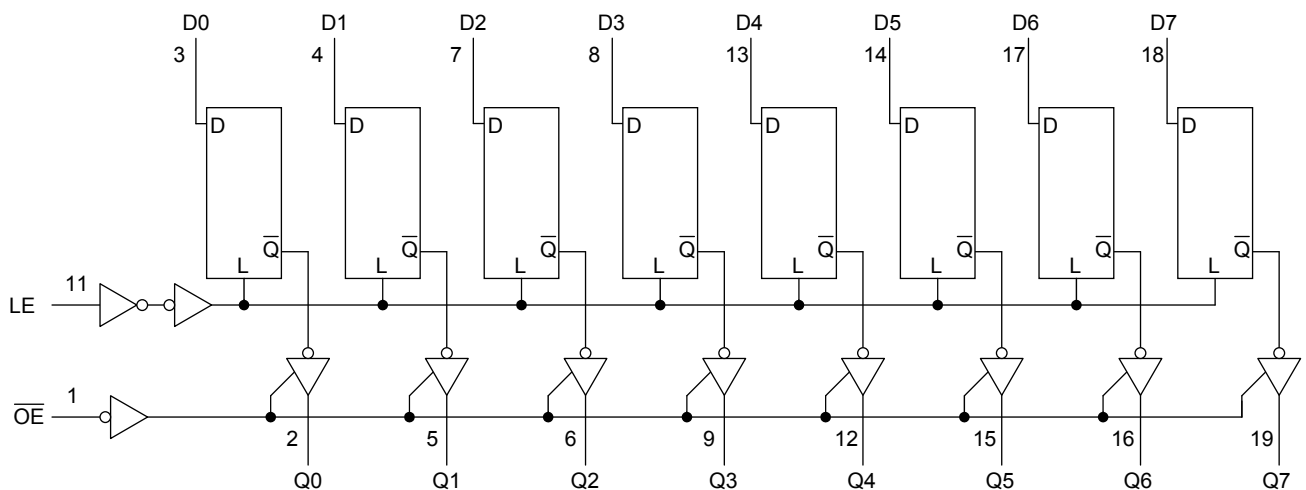 D0 D1 D2 D3 D4 D5 D6 D7
3 4 7 8 13 14 17 18
D D D D D D D D
Q̅ Q̅ Q̅ Q̅ Q̅ Q̅ Q̅ Q̅
L L L L L L L L
11
LE
1
O̅E̅
2 5 6 9 12 15 16 19
Q0 Q1 Q2 Q3 Q4 Q5 Q6 Q7